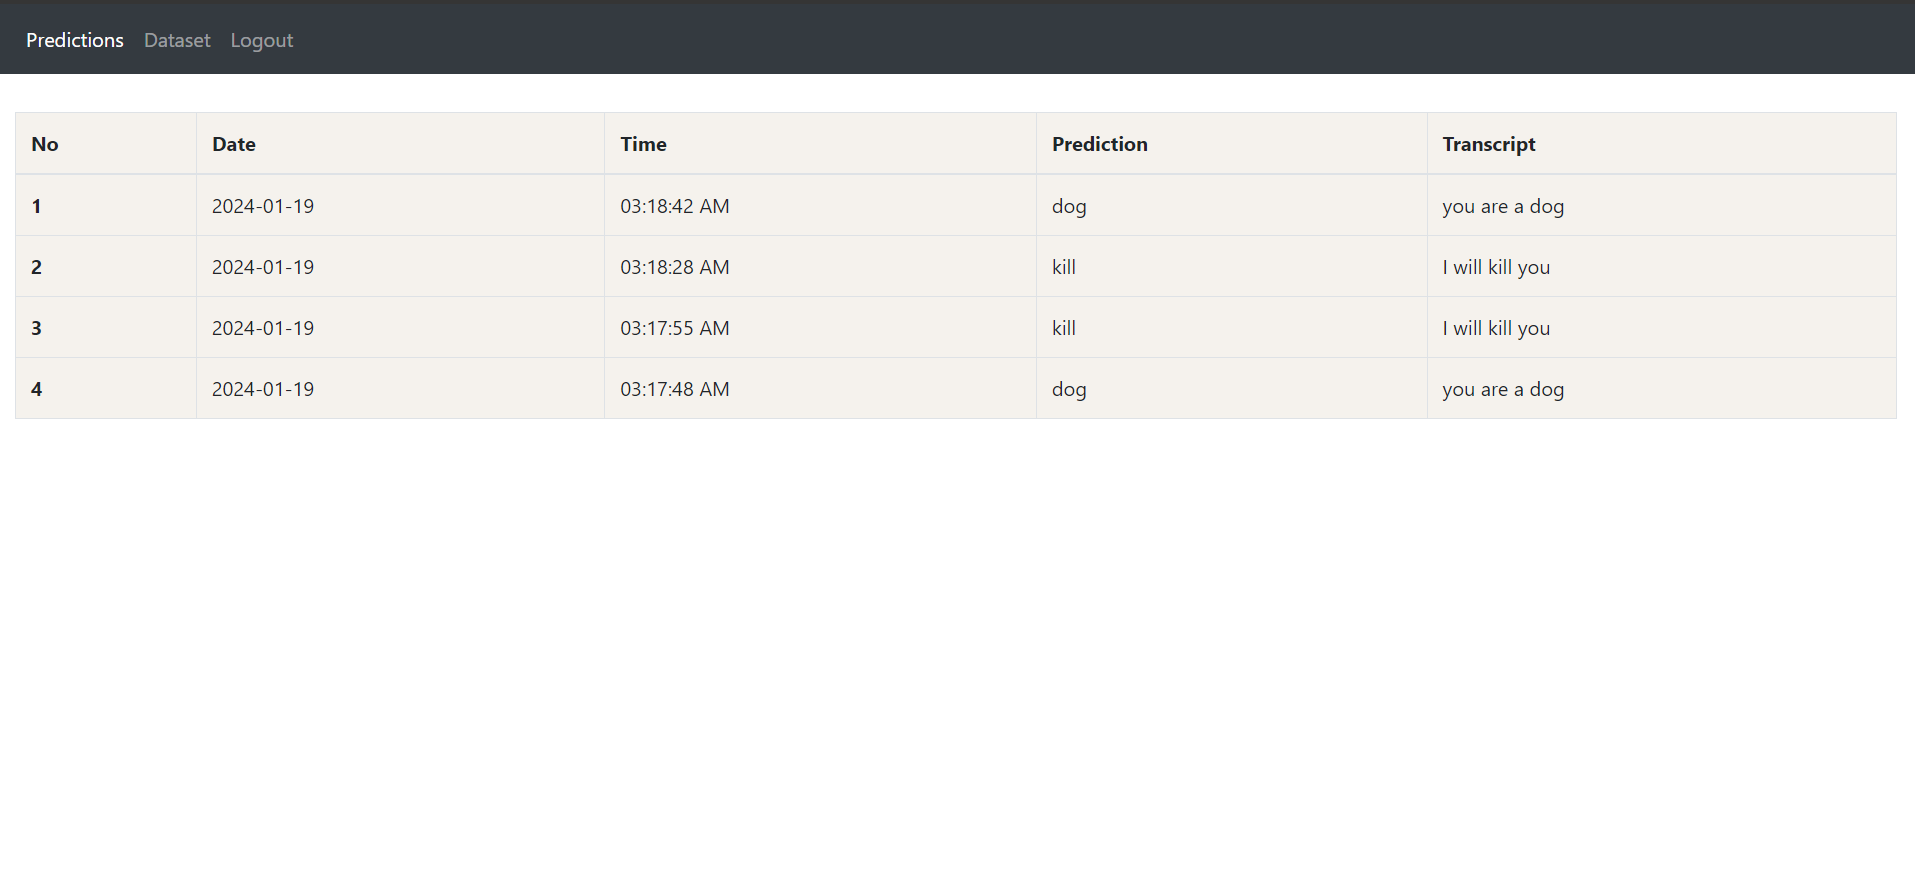 Predictions Dataset Logout
No Date Time Prediction Transcript
1 2024-01-19 03:18:42 AM dog you are a dog
2 2024-01-19 03:18:28 AM kill I will kill you
3 2024-01-19 03:17:55 AM kill I will kill you
4 2024-01-19 03:17:48 AM dog you are a dog